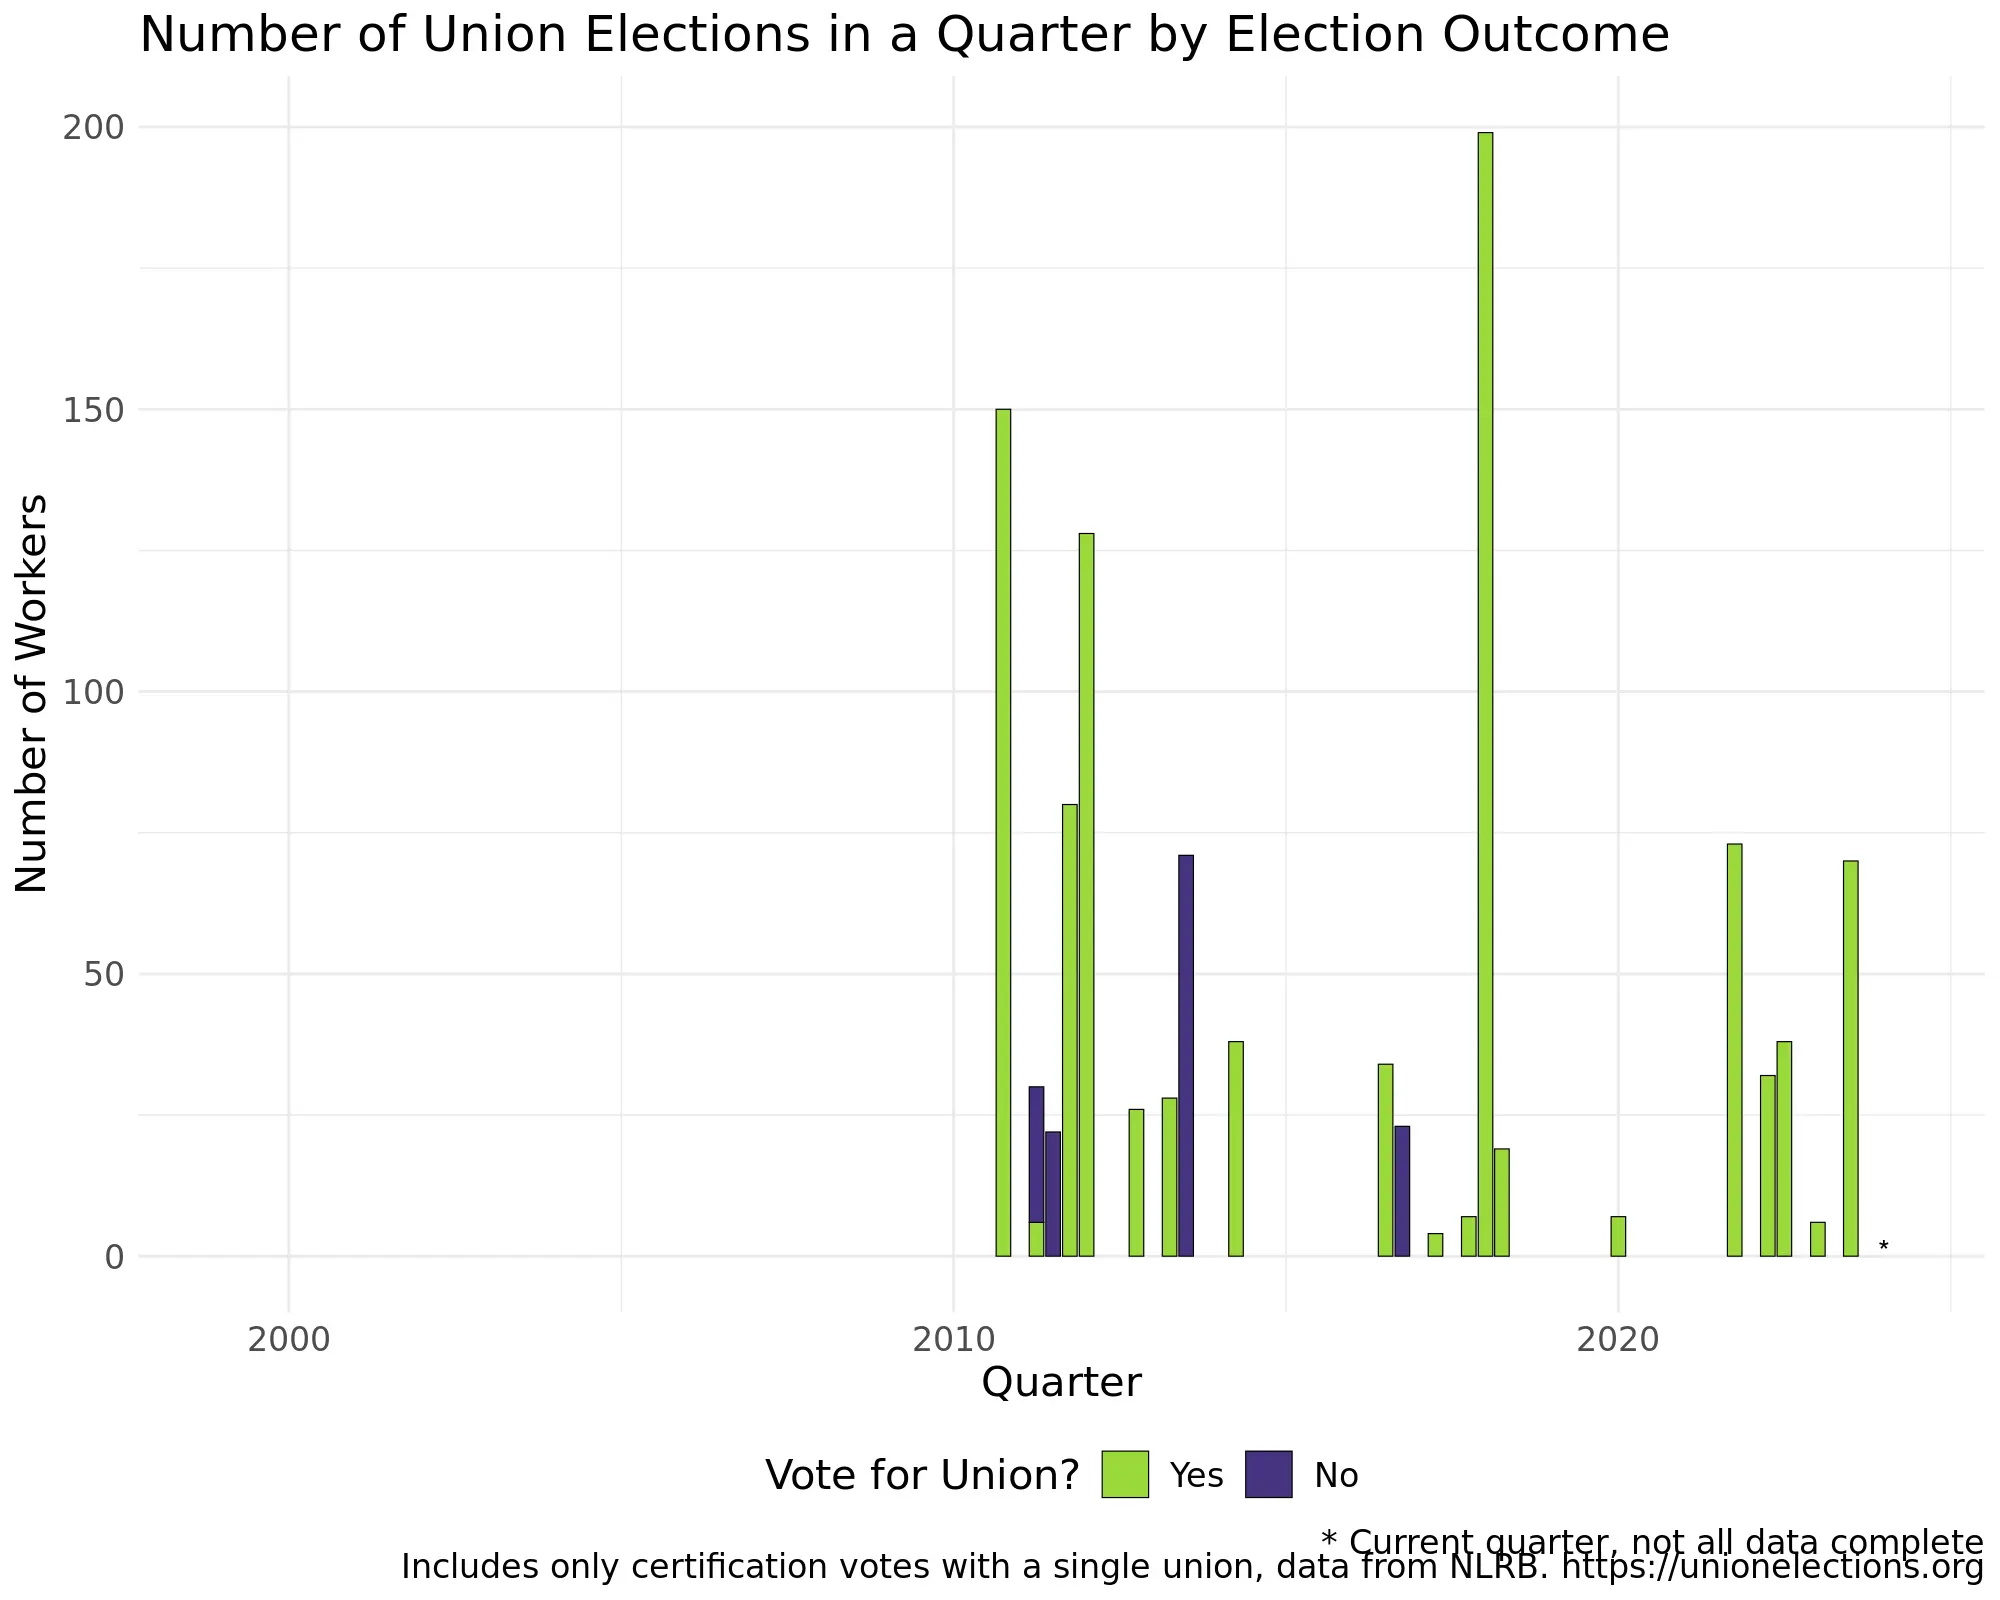 Number of Union Elections in a Quarter by Election Outcome
200
150
100
50
0
Number of Workers
*
2000
2010
2020
Quarter
Vote for Union? Yes No
* Current quarter, not all data complete
Includes only certification votes with a single union, data from NLRB. https://unionelections.org